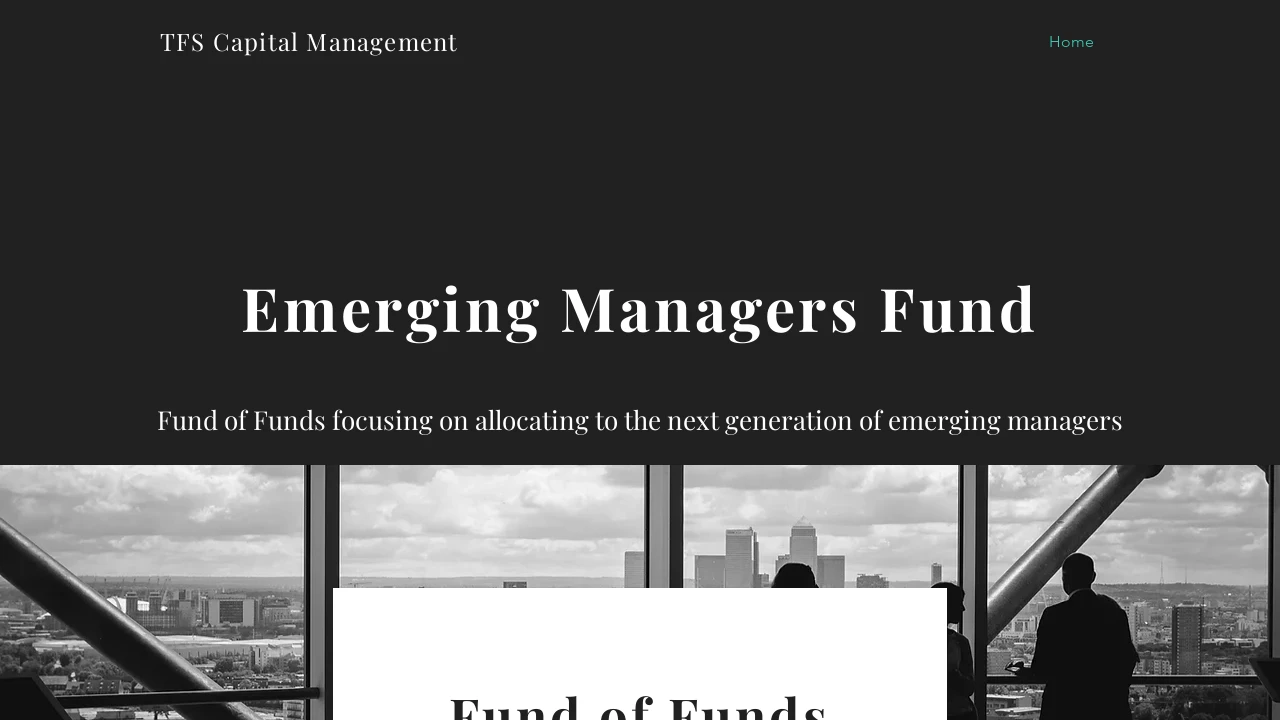 TFS Capital Management
Home
Emerging Managers Fund
Fund of Funds focusing on allocating to the next generation of emerging managers
Fund of Funds